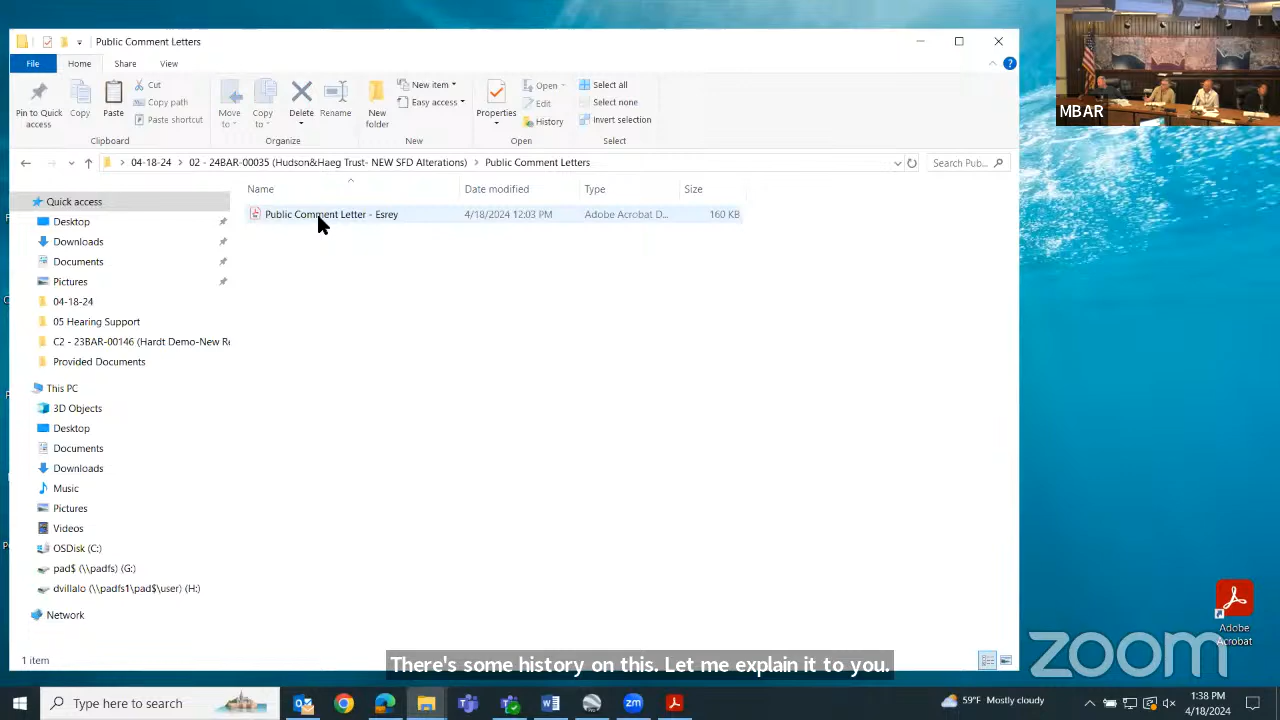 Public Comment Letters
File
Home
Share
View
Pin to Quick
access
Copy
Paste
Cut
Copy path
Paste shortcut
Clipboard
Move
to
Copy
to
Delete
Rename
Organize
New
folder
New item
Easy access
New
Properties
Open
Edit
History
Open
Select all
Select none
Invert selection
Select
04-18-24
02 - 24BAR-00035 (Hudson&Haeg Trust- NEW SFD Alterations)
Public Comment Letters
Search Pub...
Name
Date modified
Type
Size
Public Comment Letter - Esrey
4/18/2024 12:03 PM
Adobe Acrobat D...
160 KB
Quick access
Desktop
Downloads
Documents
Pictures
04-18-24
05 Hearing Support
C2 - 23BAR-00146 (Hardt Demo-New Re
Provided Documents
This PC
3D Objects
Desktop
Documents
Downloads
Music
Pictures
Videos
OSDisk (C:)
pad$ (\\padfs) (G:)
dvillalo (\\padfs1\pad$\user) (H:)
Network
1 item
MBAR
Adobe
Acrobat
zoom
There's some history on this. Let me explain it to you.
Type here to search
59°F Mostly cloudy
1:38 PM
4/18/2024